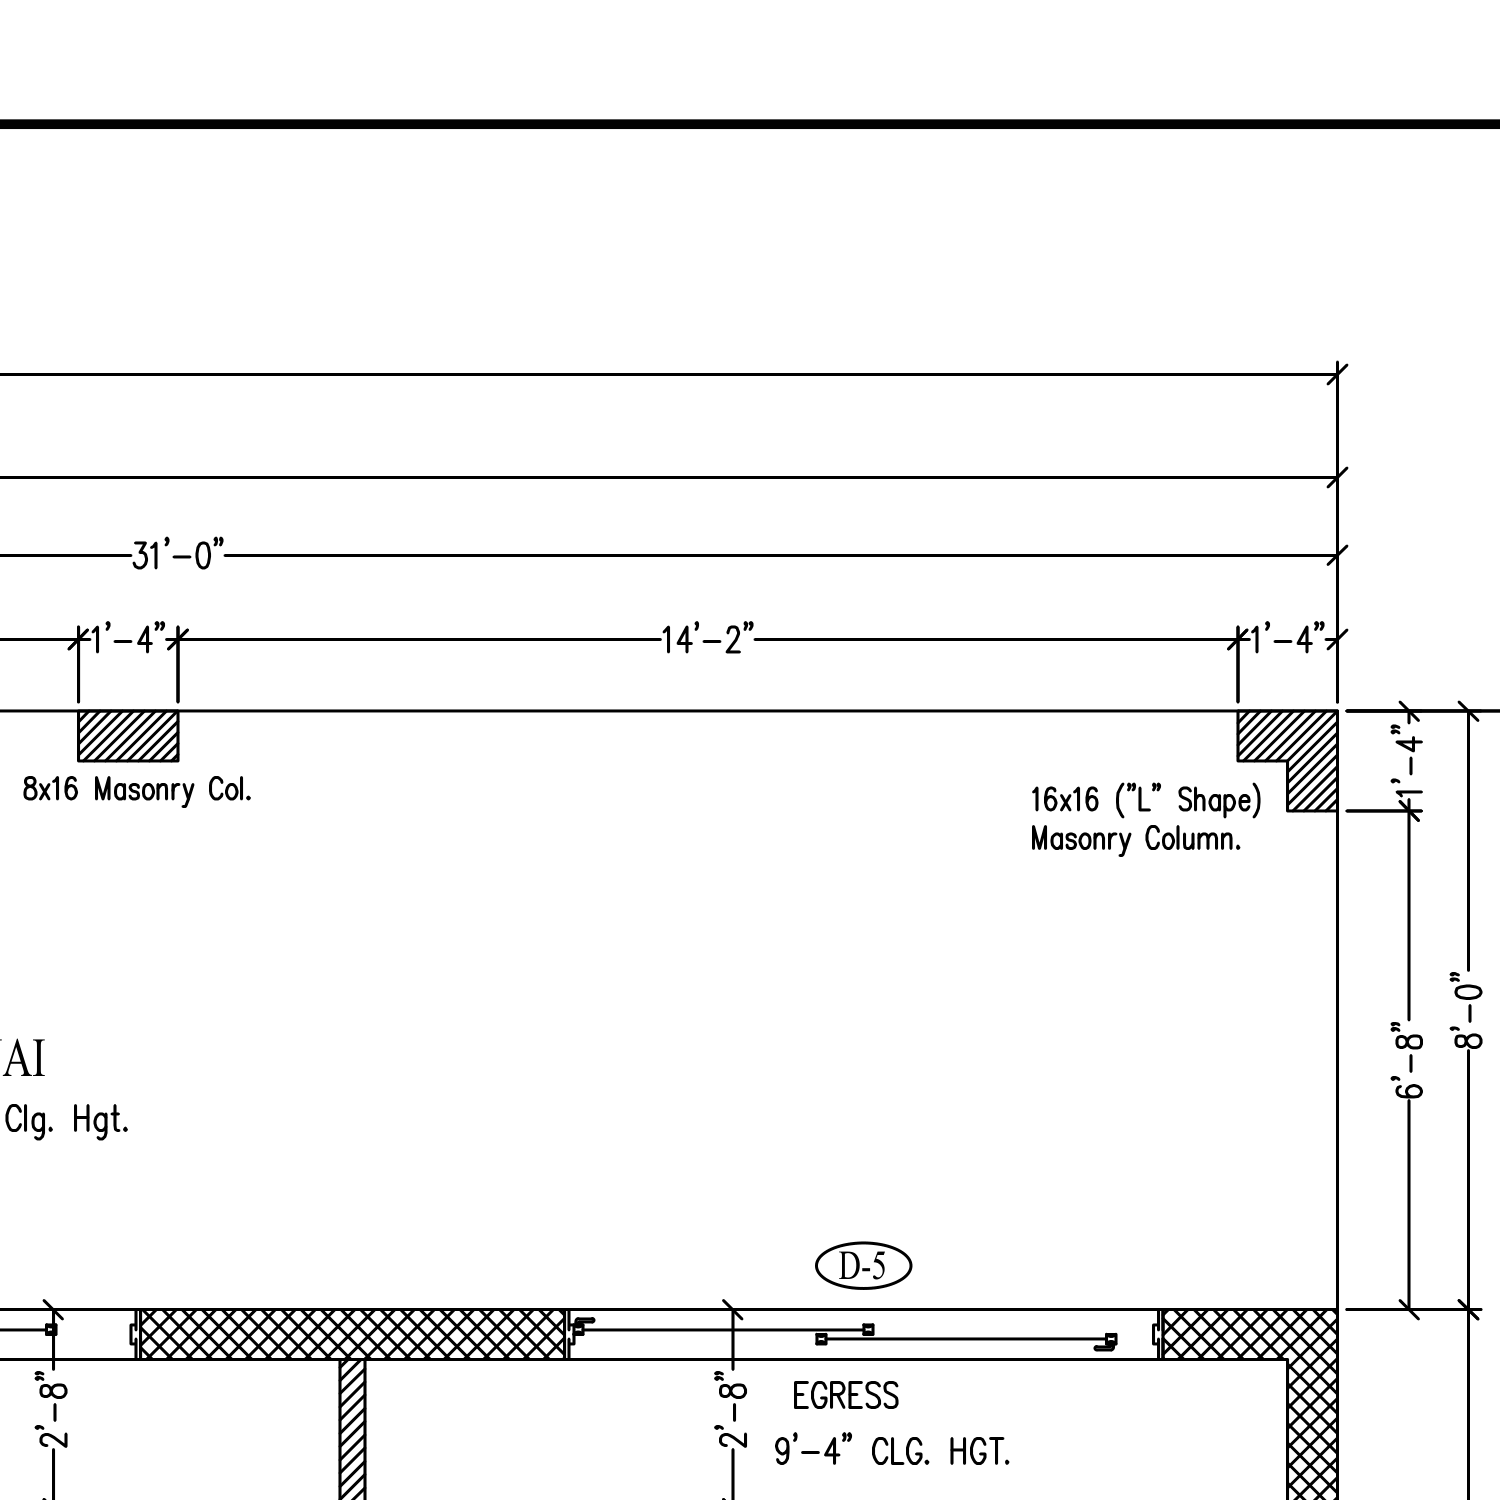 31'-0"
1'-4"
14'-2"
1'-4"
1'-4"
8x16 Masonry Col.
16x16 ("L" Shape)
Masonry Column.
8'-0"
6'-8"
AI
Clg. Hgt.
D-5
2'-8"
2'-8"
EGRESS
9'-4" CLG. HGT.